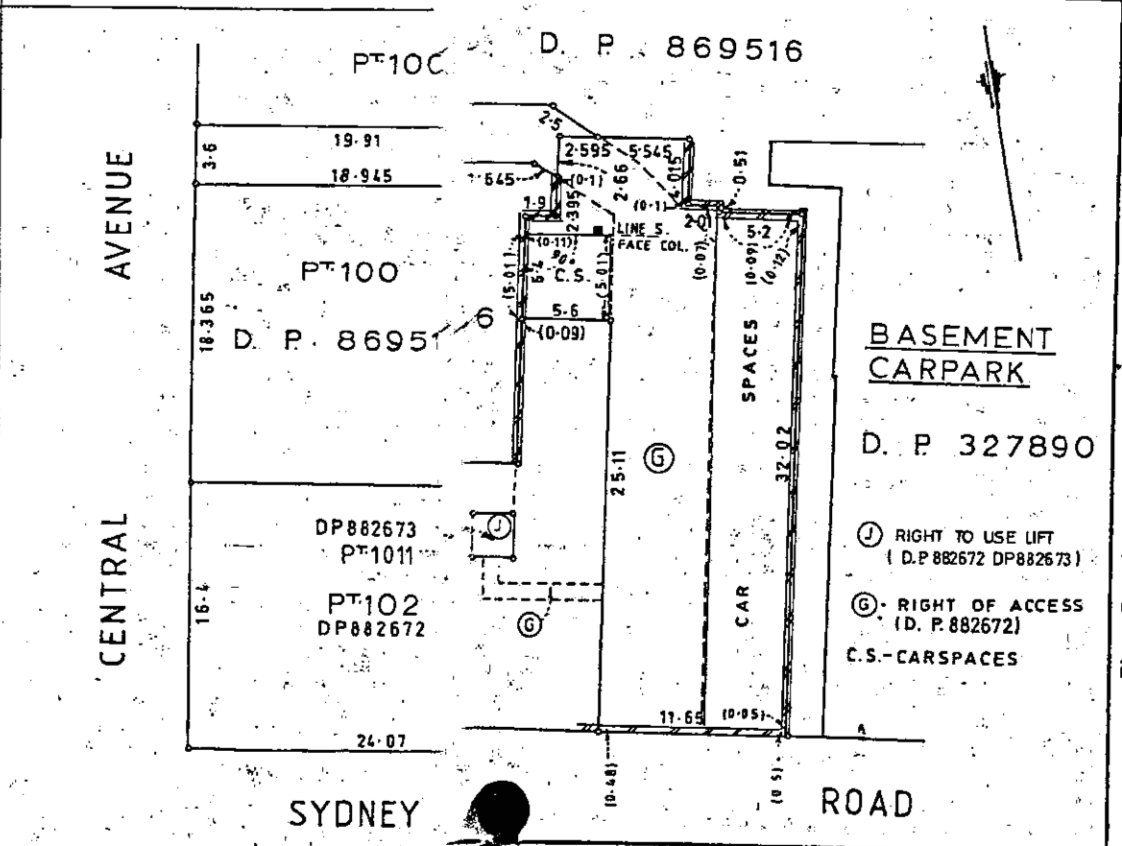 D. P. 869516
PT 100
2·5
19·91
3·6
2·595
5·545
4·015
0·51
18·945
(0·1)
2·66
1·9
2·395
(0·1)
2·0
5·2
LINE S.
FACE COL.
(0·11)
90°
(5·01)
6·4
C.S.
(5·01)
(0·07)
(0·09)
(0·12)
AVENUE
PT 100
18·365
D. P. 86951
6
5·6
(0·09)
SPACES
BASEMENT
CARPARK
D. P. 327890
32·02
25·11
G
CENTRAL
DP882673
PT 1011
J
J RIGHT TO USE LIFT
( D.P 882672 DP882673)
16·4
PT 102
DP882672
G
CAR
G - RIGHT OF ACCESS
(D. P. 882672)
C.S.-CARSPACES
11·65
(0·05)
24·07
(0·48)
(0·5)
SYDNEY
ROAD